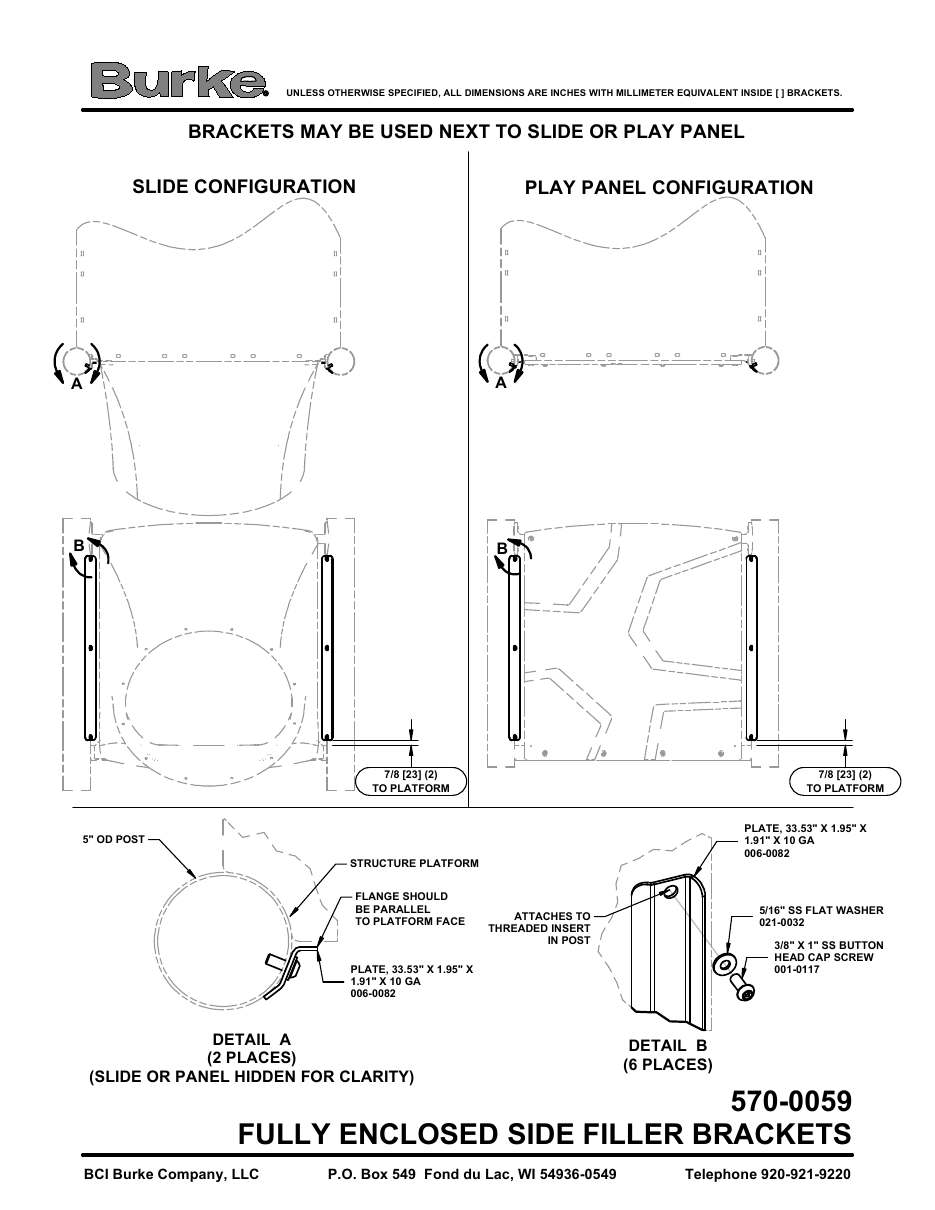 Burke
UNLESS OTHERWISE SPECIFIED, ALL DIMENSIONS ARE INCHES WITH MILLIMETER EQUIVALENT INSIDE [ ] BRACKETS.
BRACKETS MAY BE USED NEXT TO SLIDE OR PLAY PANEL
SLIDE CONFIGURATION
A
B
7/8 [23] (2)
TO PLATFORM
PLAY PANEL CONFIGURATION
A
B
7/8 [23] (2)
TO PLATFORM
5" OD POST
STRUCTURE PLATFORM
FLANGE SHOULD
BE PARALLEL
TO PLATFORM FACE
PLATE, 33.53" X 1.95" X
1.91" X 10 GA
006-0082
DETAIL A
(2 PLACES)
(SLIDE OR PANEL HIDDEN FOR CLARITY)
PLATE, 33.53" X 1.95" X
1.91" X 10 GA
006-0082
ATTACHES TO
THREADED INSERT
IN POST
5/16" SS FLAT WASHER
021-0032
3/8" X 1" SS BUTTON
HEAD CAP SCREW
001-0117
DETAIL B
(6 PLACES)
570-0059
FULLY ENCLOSED SIDE FILLER BRACKETS
BCI Burke Company, LLC
P.O. Box 549 Fond du Lac, WI 54936-0549
Telephone 920-921-9220